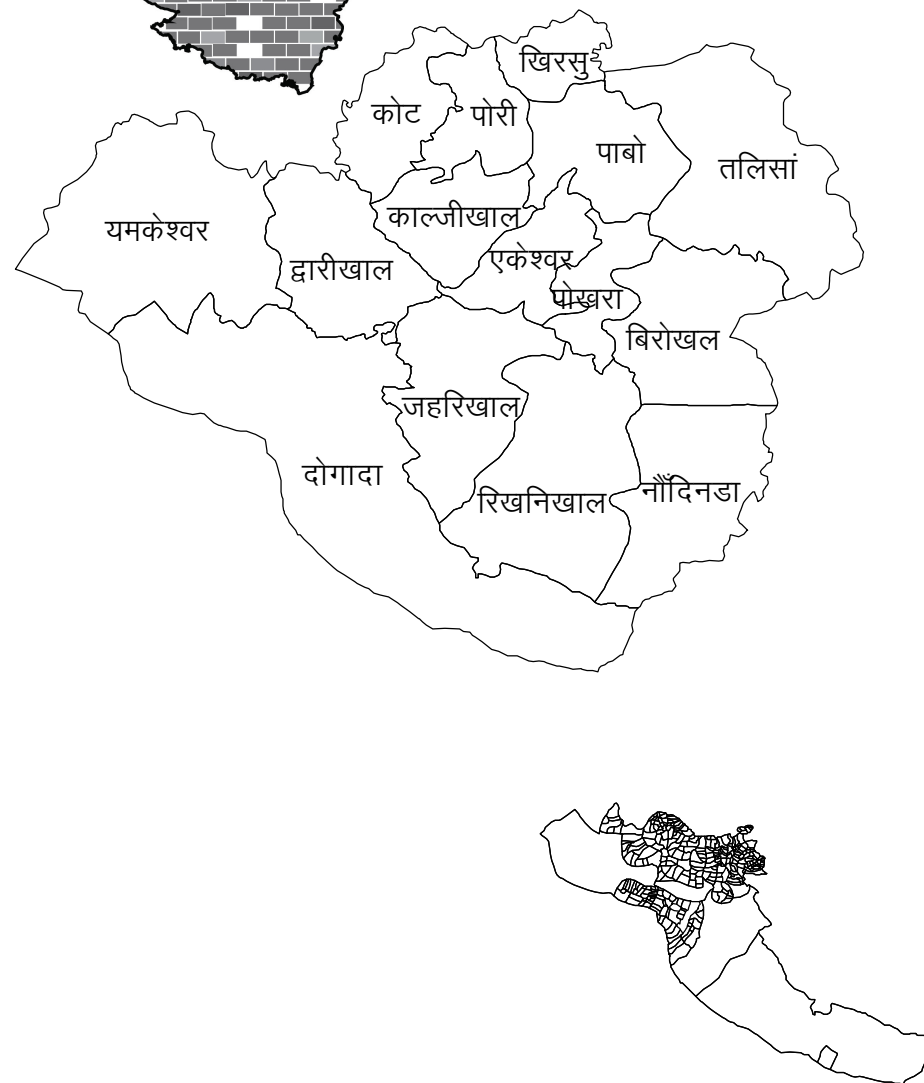 खिरसु
कोट
पोरी
पाबो
तलिसां
यमकेश्वर
काल्जीखाल
द्वारीखाल
एकेश्वर
पोखरा
बिरोखल
जहरिखाल
दोगादा
रिखनिखाल
नौँदिनडा